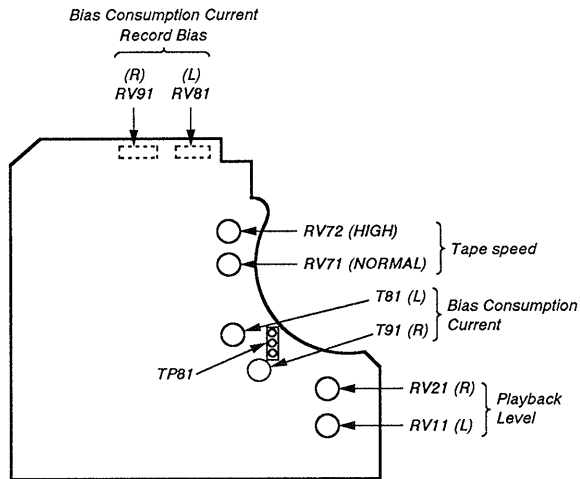 Bias Consumption Current
Record Bias
(R) (L)
RV91 RV81
RV72 (HIGH)
RV71 (NORMAL)
Tape speed
T81 (L)
T91 (R)
Bias Consumption
Current
TP81
RV21 (R)
RV11 (L)
Playback
Level